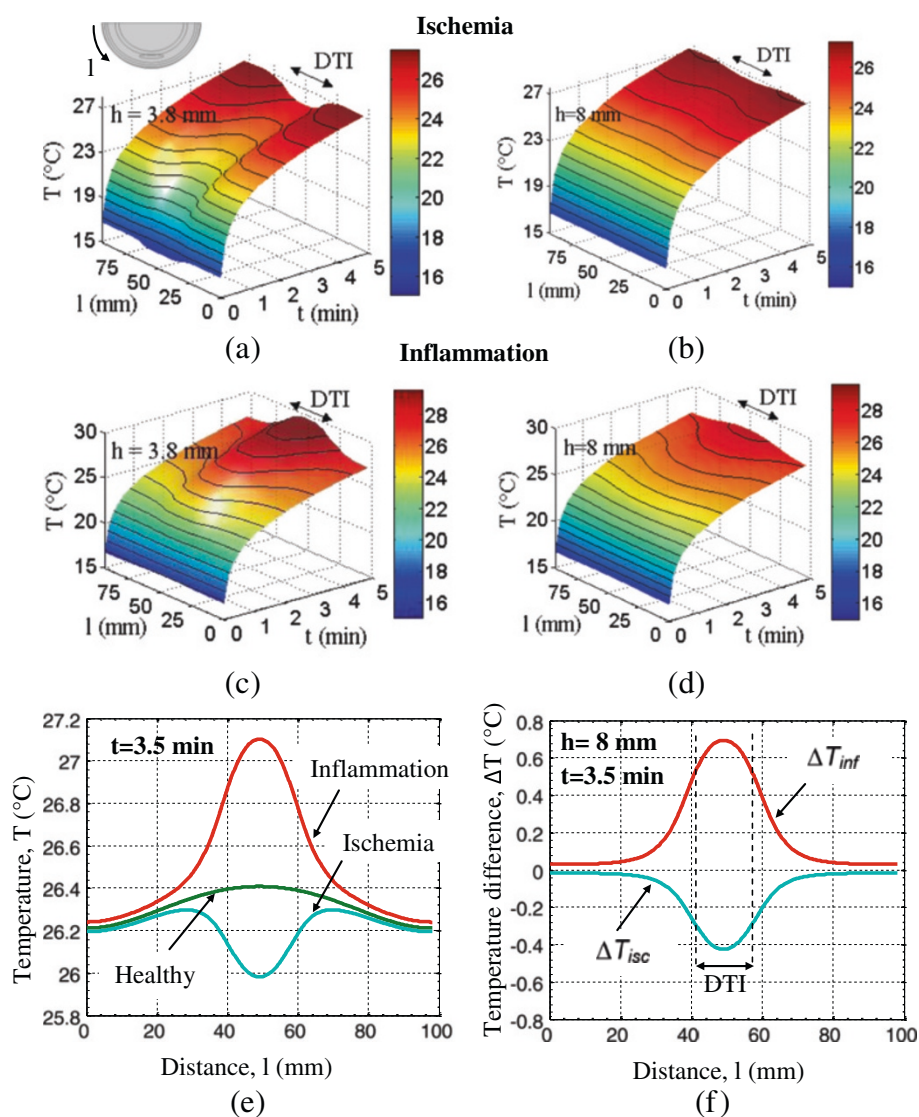 Ischemia
l
DTI
h = 3.8 mm
T (°C)
27
23
19
15
75
50
25
0
l (mm)
0 1 2 3 4 5
t (min)
26
24
22
20
18
16
(a)
DTI
h=8 mm
T (°C)
27
23
19
15
75
50
25
0
l (mm)
0 1 2 3 4 5
t (min)
26
24
22
20
18
16
(b)
Inflammation
DTI
h = 3.8 mm
T (°C)
30
25
20
15
75
50
25
0
l (mm)
0 1 2 3 4 5
t (min)
28
26
24
22
20
18
16
(c)
DTI
h=8 mm
T (°C)
30
25
20
15
75
50
25
0
l (mm)
0 1 2 3 4 5
t (min)
28
26
24
22
20
18
16
(d)
t=3.5 min
Inflammation
Ischemia
Healthy
Temperature, T (°C)
27.2
27
26.8
26.6
26.4
26.2
26
25.8
0 20 40 60 80 100
Distance, l (mm)
(e)
h= 8 mm
t=3.5 min
ΔTinf
ΔTisc
DTI
Temperature difference, ΔT (°C)
0.8
0.6
0.4
0.2
0
-0.2
-0.4
-0.6
-0.8
0 20 40 60 80 100
Distance, l (mm)
(f)